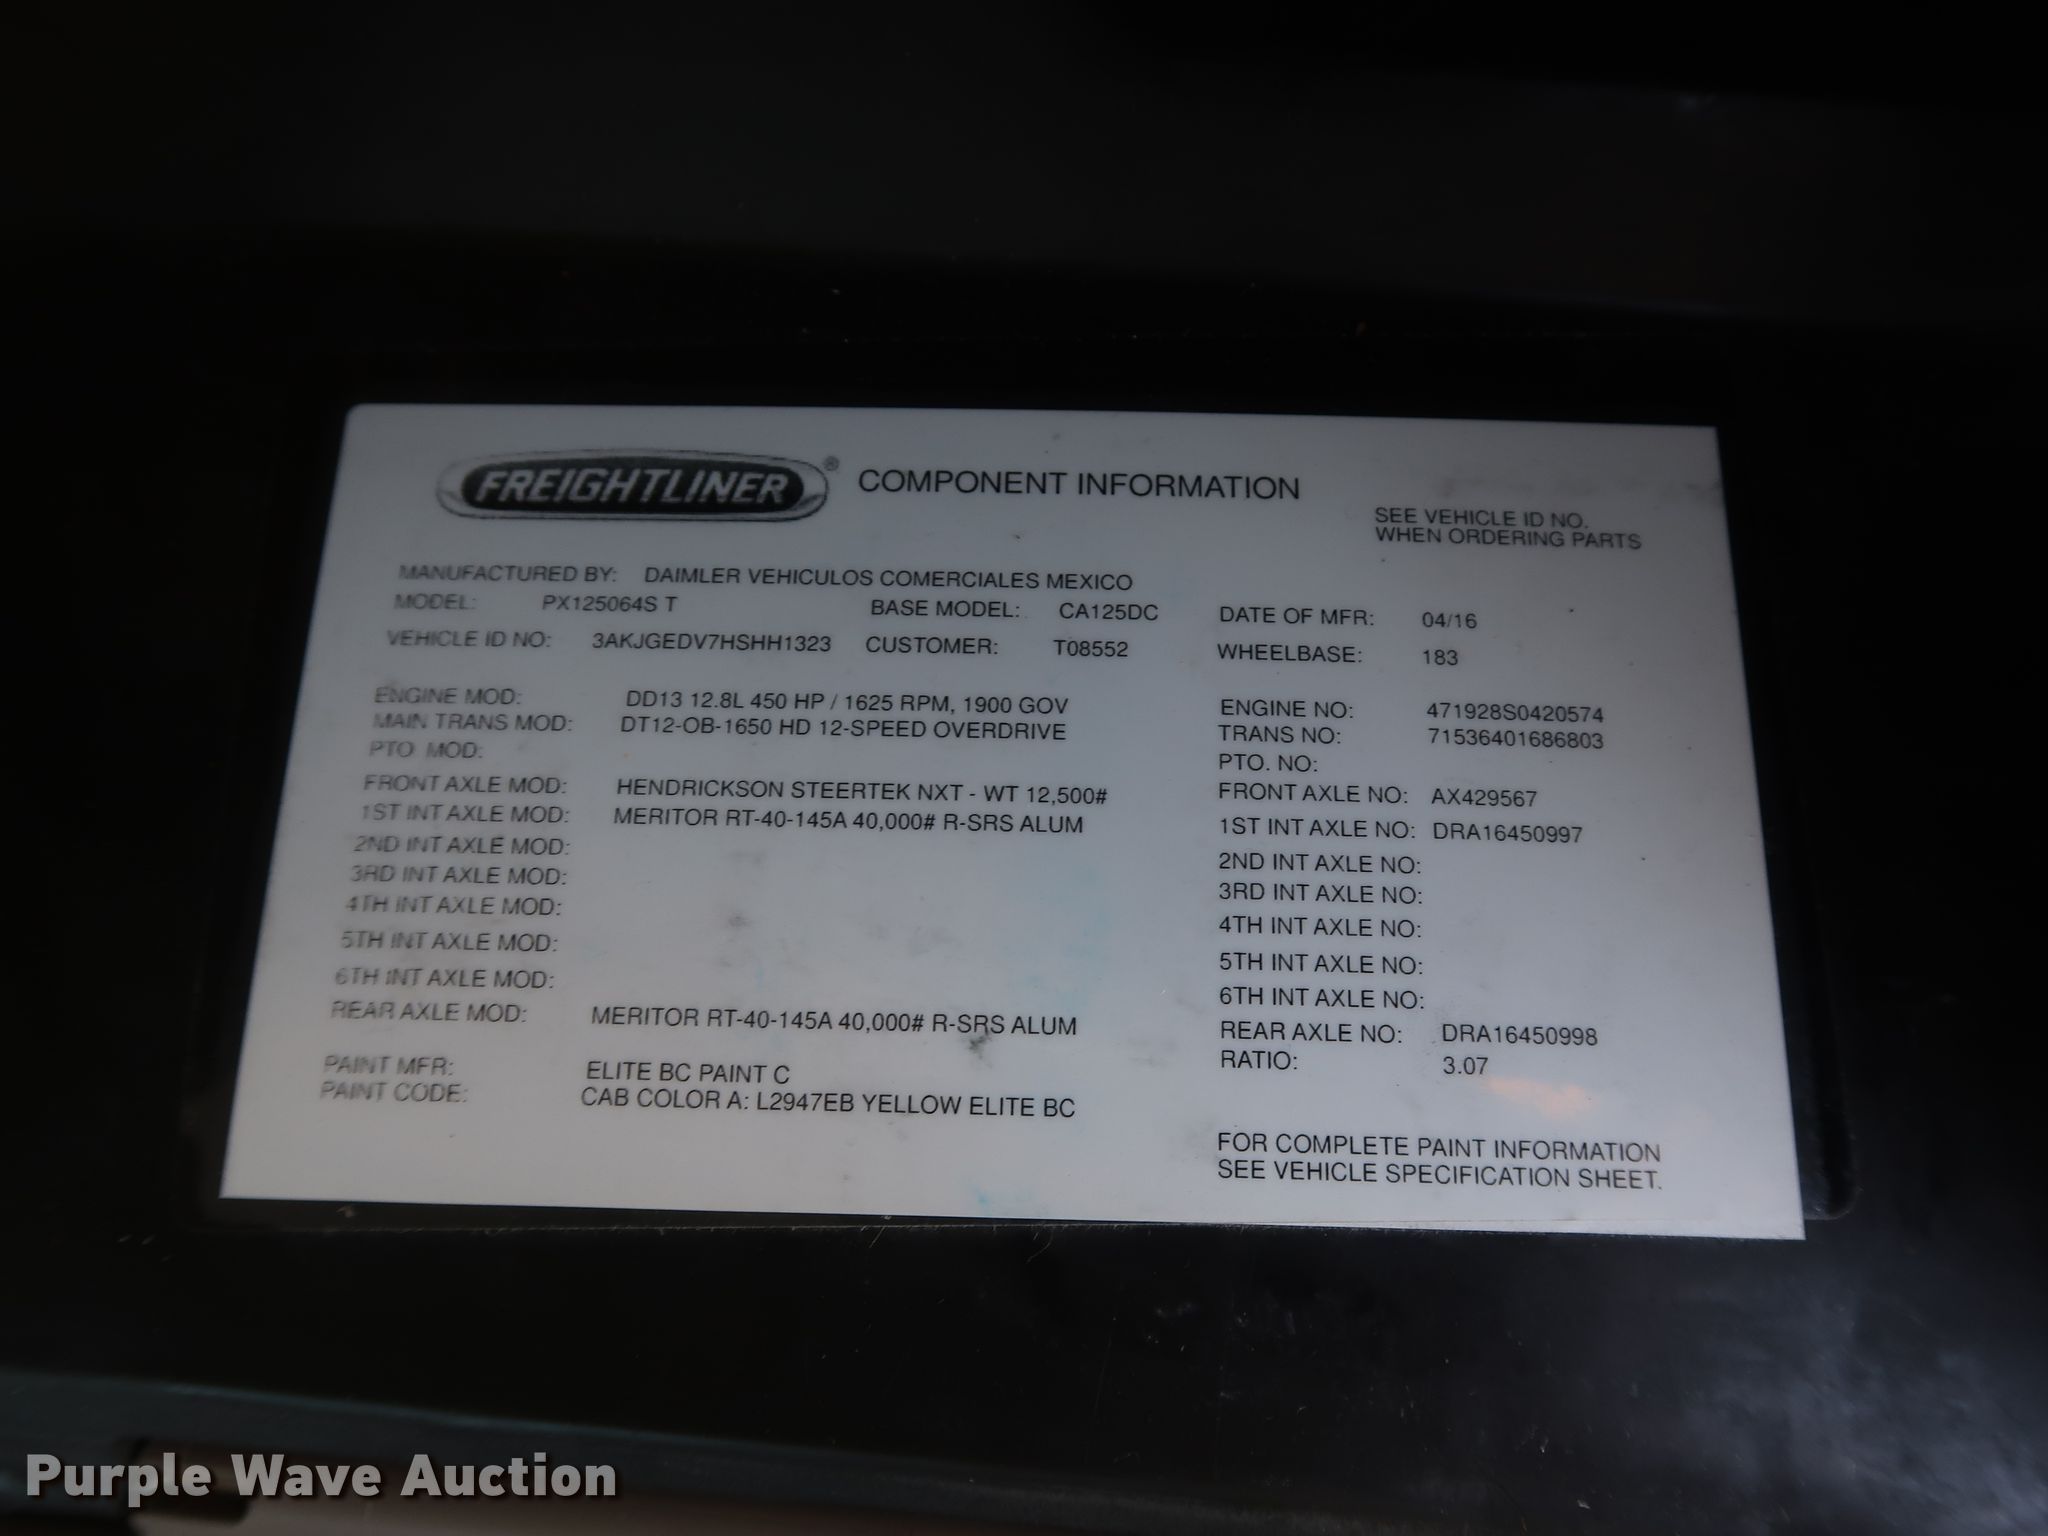 FREIGHTLINER® COMPONENT INFORMATION
SEE VEHICLE ID NO.
WHEN ORDERING PARTS
MANUFACTURED BY: DAIMLER VEHICULOS COMERCIALES MEXICO
MODEL: PX125064S T BASE MODEL: CA125DC DATE OF MFR: 04/16
VEHICLE ID NO: 3AKJGEDV7HSHH1323 CUSTOMER: T08552 WHEELBASE: 183
ENGINE MOD: DD13 12.8L 450 HP / 1625 RPM, 1900 GOV ENGINE NO: 471928S0420574
MAIN TRANS MOD: DT12-OB-1650 HD 12-SPEED OVERDRIVE TRANS NO: 71536401686803
PTO MOD: PTO. NO:
FRONT AXLE MOD: HENDRICKSON STEERTEK NXT - WT 12,500# FRONT AXLE NO: AX429567
1ST INT AXLE MOD: MERITOR RT-40-145A 40,000# R-SRS ALUM 1ST INT AXLE NO: DRA16450997
2ND INT AXLE MOD: 2ND INT AXLE NO:
3RD INT AXLE MOD: 3RD INT AXLE NO:
4TH INT AXLE MOD: 4TH INT AXLE NO:
5TH INT AXLE MOD: 5TH INT AXLE NO:
6TH INT AXLE MOD: 6TH INT AXLE NO:
REAR AXLE MOD: MERITOR RT-40-145A 40,000# R-SRS ALUM REAR AXLE NO: DRA16450998
RATIO: 3.07
PAINT MFR: ELITE BC PAINT C
PAINT CODE: CAB COLOR A: L2947EB YELLOW ELITE BC
FOR COMPLETE PAINT INFORMATION
SEE VEHICLE SPECIFICATION SHEET.
Purple Wave Auction